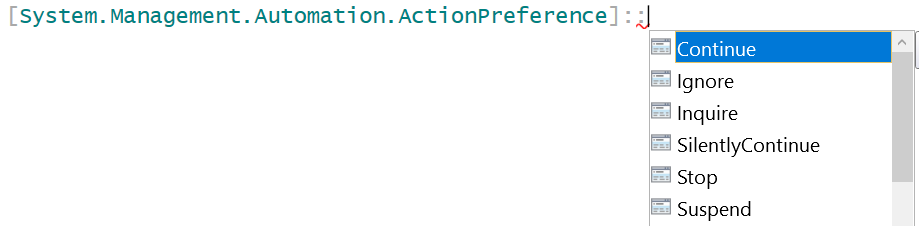 [System.Management.Automation.ActionPreference]::
Continue
Ignore
Inquire
SilentlyContinue
Stop
Suspend